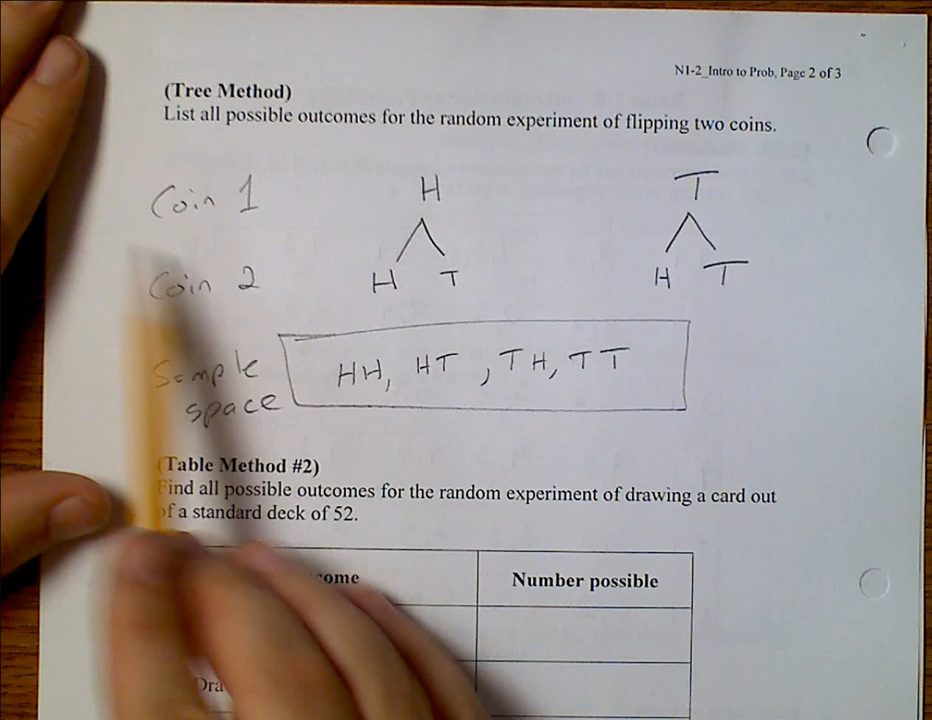 N1-2_Intro to Prob, Page 2 of 3
(Tree Method)
List all possible outcomes for the random experiment of flipping two coins.
Coin 1 H T
Coin 2 H T H T
Sample space HH, HT, TH, TT
(Table Method #2)
Find all possible outcomes for the random experiment of drawing a card out
of a standard deck of 52.
Number possible